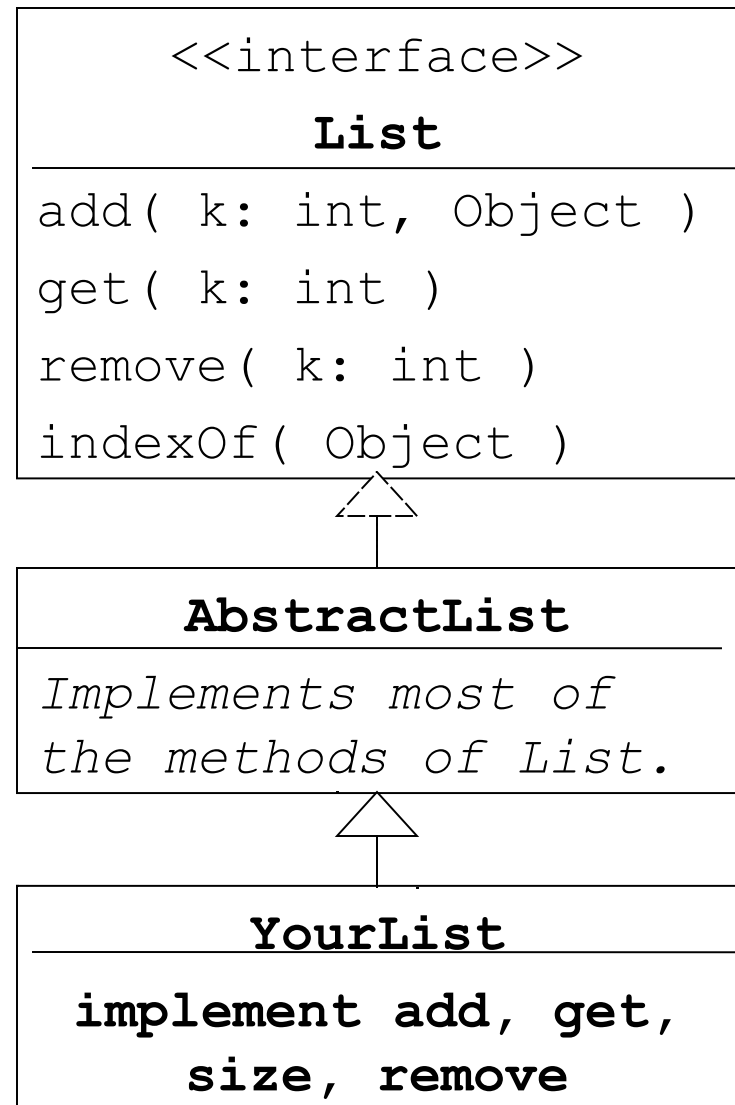 <<interface>>
List
add( k: int, Object )
get( k: int )
remove( k: int )
indexOf( Object )
AbstractList
Implements most of
the methods of List.
YourList
implement add, get,
size, remove